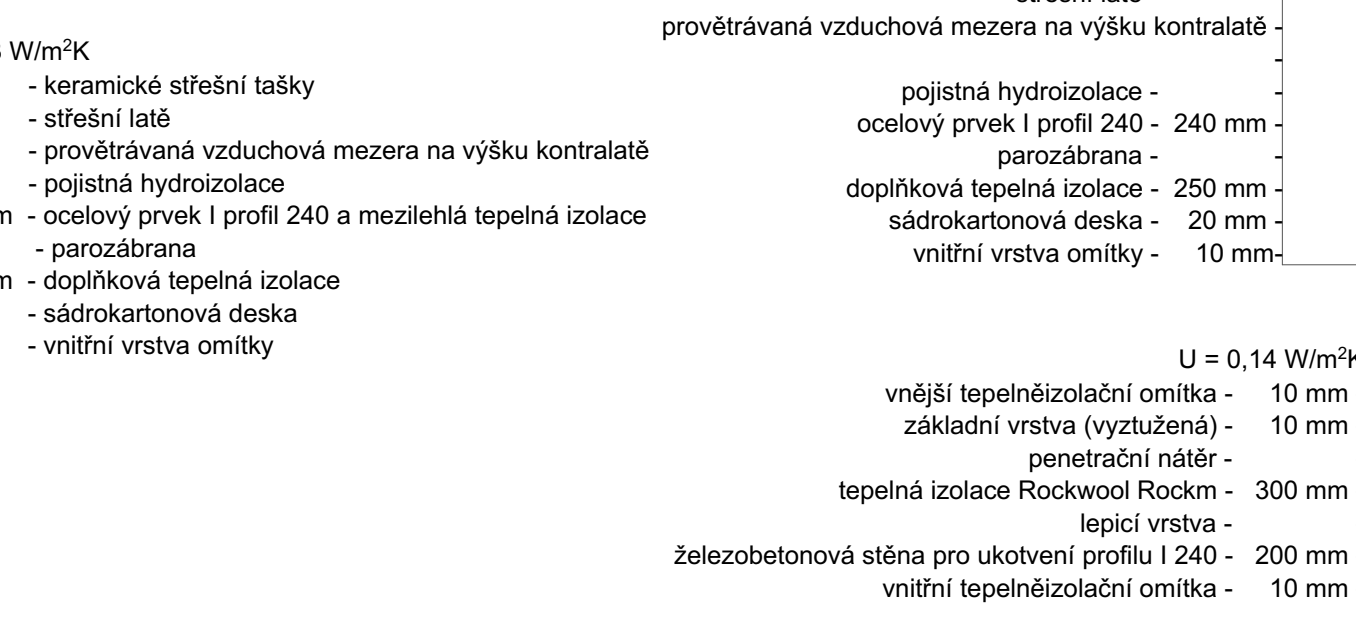 W/m²K
- keramické střešní tašky
- střešní latě
- provětrávaná vzduchová mezera na výšku kontralatě
- pojistná hydroizolace
- ocelový prvek I profil 240 a mezilehlá tepelná izolace
- parozábrana
- doplňková tepelná izolace
- sádrokartonová deska
- vnitřní vrstva omítky
provětrávaná vzduchová mezera na výšku kontralatě -
-
pojistná hydroizolace - -
ocelový prvek I profil 240 - 240 mm -
parozábrana - -
doplňková tepelná izolace - 250 mm -
sádrokartonová deska - 20 mm -
vnitřní vrstva omítky - 10 mm-
U = 0,14 W/m²K
vnější tepelněizolační omítka - 10 mm
základní vrstva (vyztužená) - 10 mm
penetrační nátěr -
tepelná izolace Rockwool Rockm - 300 mm
lepicí vrstva -
železobetonová stěna pro ukotvení profilu I 240 - 200 mm
vnitřní tepelněizolační omítka - 10 mm